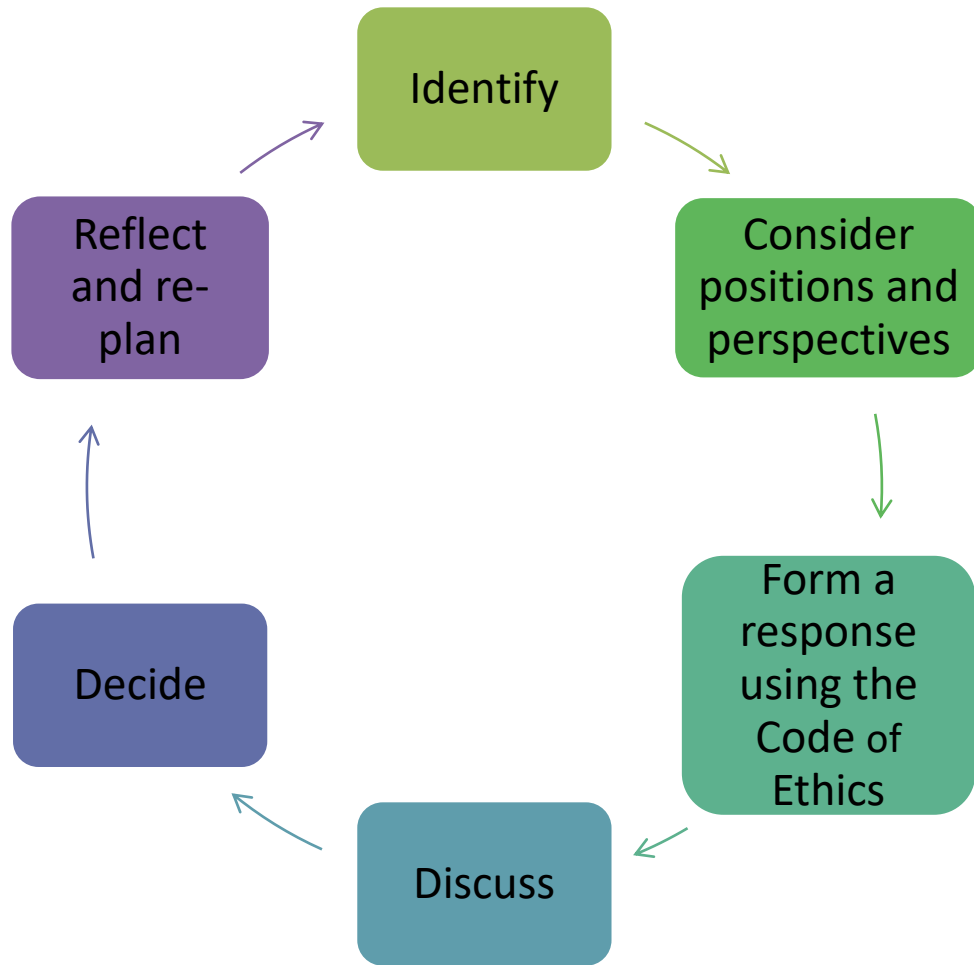 Identify
Consider
positions and
perspectives
Form a
response
using the
Code of
Ethics
Discuss
Decide
Reflect
and re-
plan